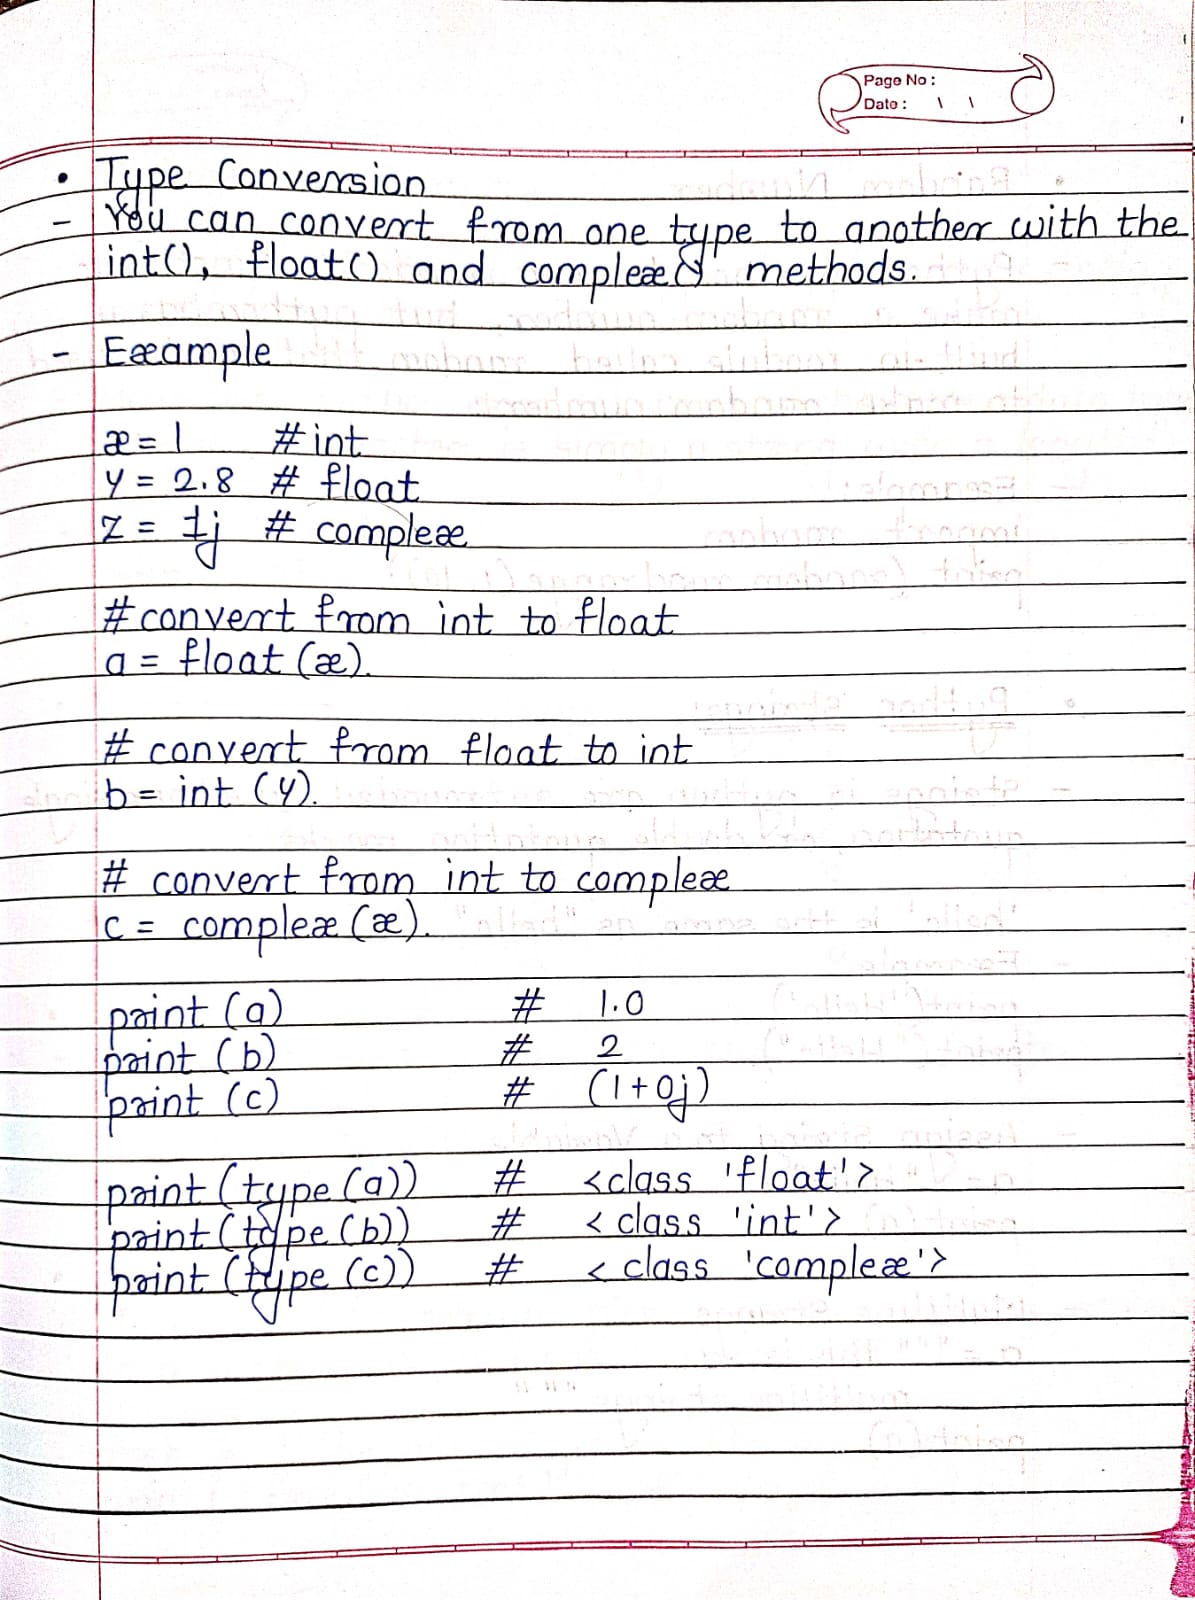 Page No :
Date : \ \
• Type Conversion
- You can convert from one type to another with the
int(), float() and complex() methods.
- Example
x = 1 # int
y = 2.8 # float
z = 1j # complex
# convert from int to float
a = float (x).
# convert from float to int
b = int (y).
# convert from int to complex
c = complex (x).
print (a) # 1.0
print (b) # 2
print (c) # (1+0j)
print (type (a)) # <class 'float'>
print (type (b)) # < class 'int'>
print (type (c)) # < class 'complex'>